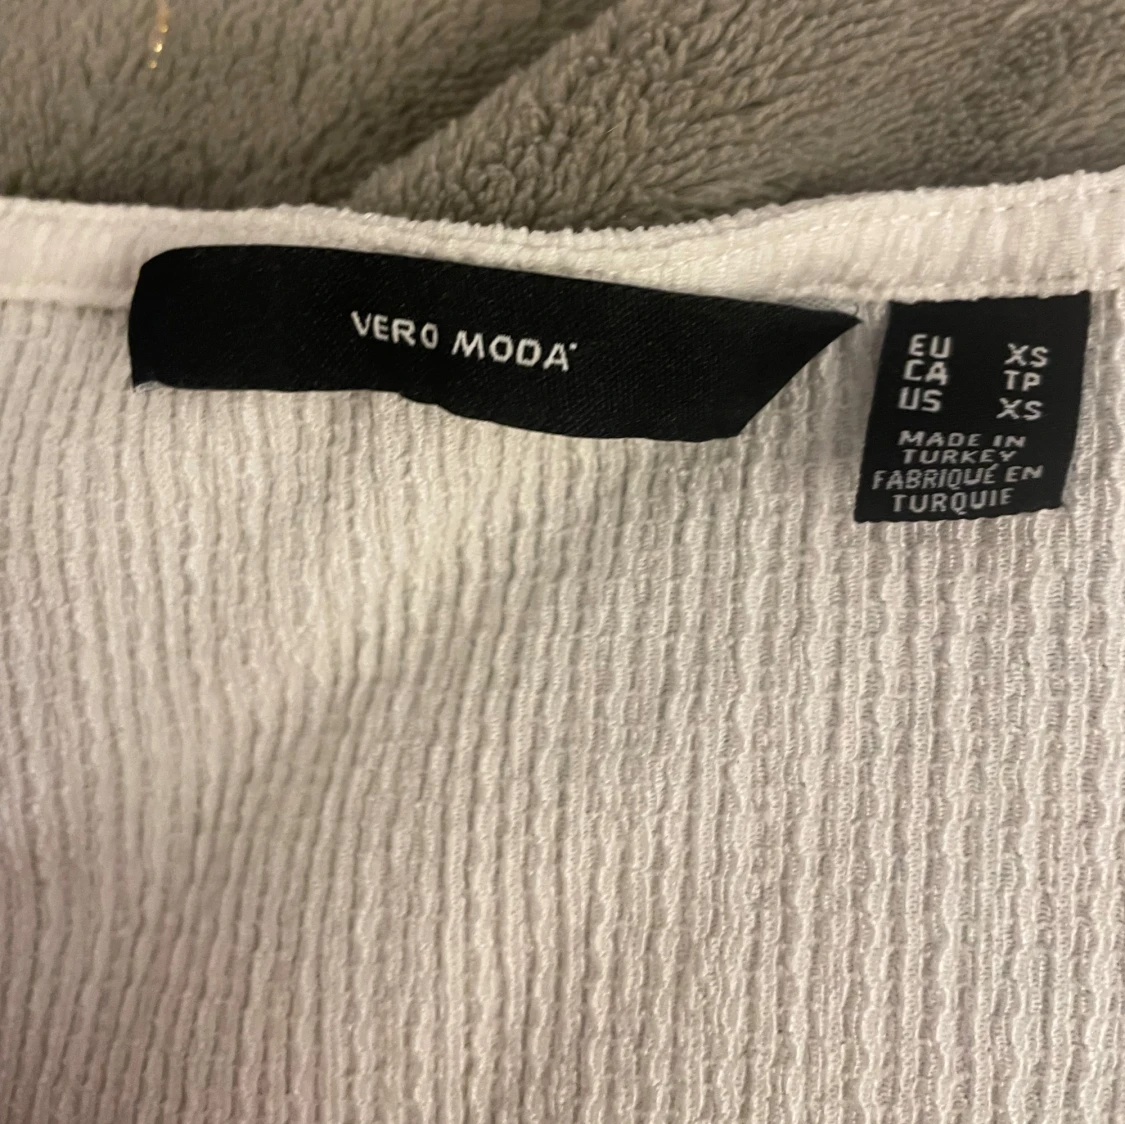 VERO MODA
EU XS
CA TP
US XS
MADE IN
TURKEY
FABRIQUÉ EN
TURQUIE